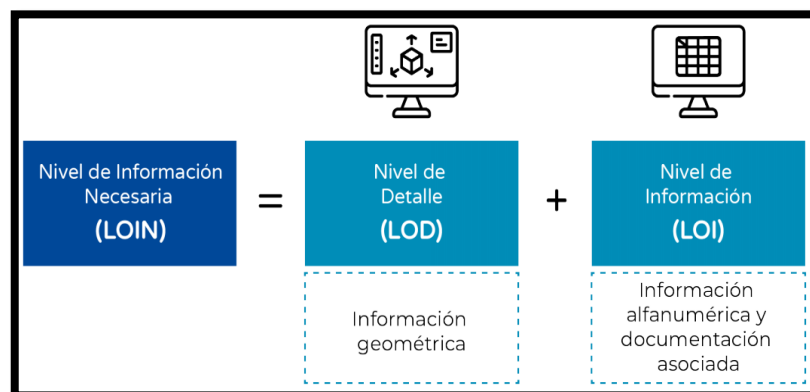 Nivel de Información
Necesaria
(LOIN)
=
Nivel de
Detalle
(LOD)
+
Nivel de
Información
(LOI)
Información
geométrica
Información
alfanumérica y
documentación
asociada